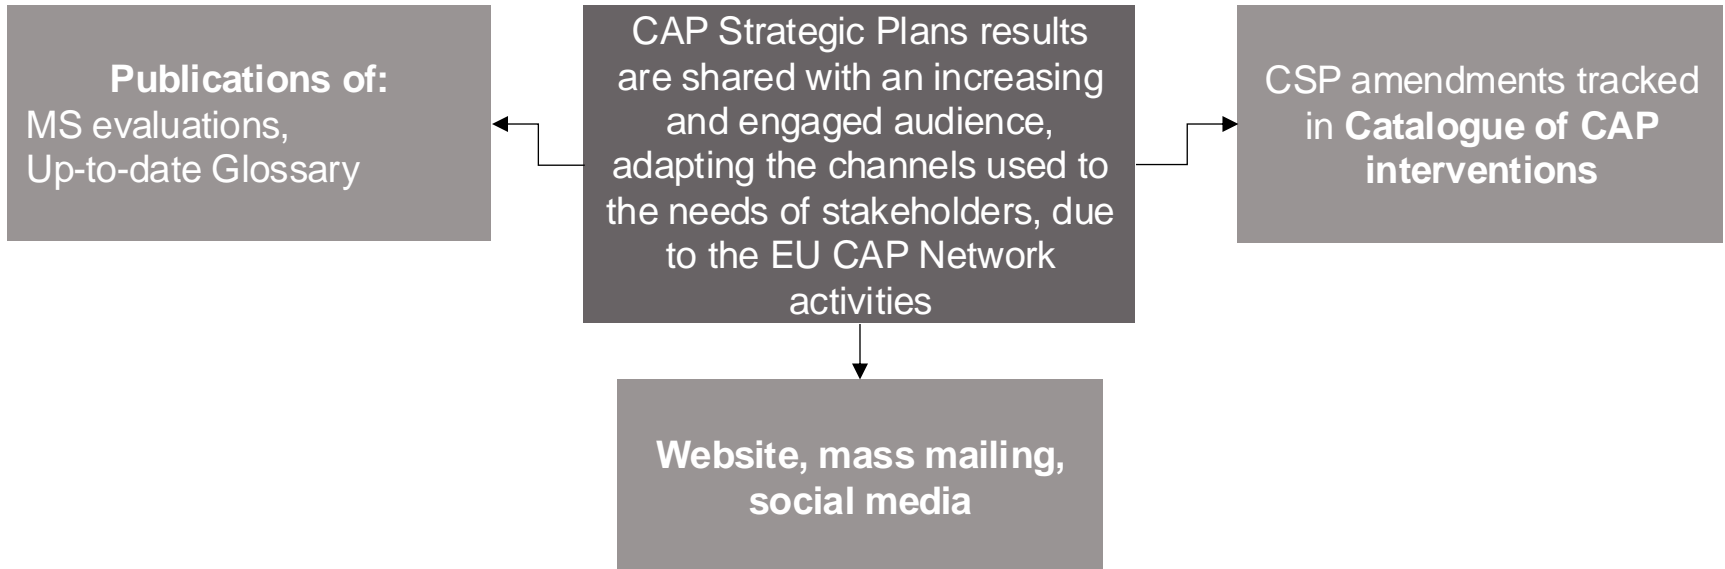 Publications of:
MS evaluations,
Up-to-date Glossary
CAP Strategic Plans results
are shared with an increasing
and engaged audience,
adapting the channels used to
the needs of stakeholders, due
to the EU CAP Network
activities
CSP amendments tracked
in Catalogue of CAP
interventions
Website, mass mailing,
social media